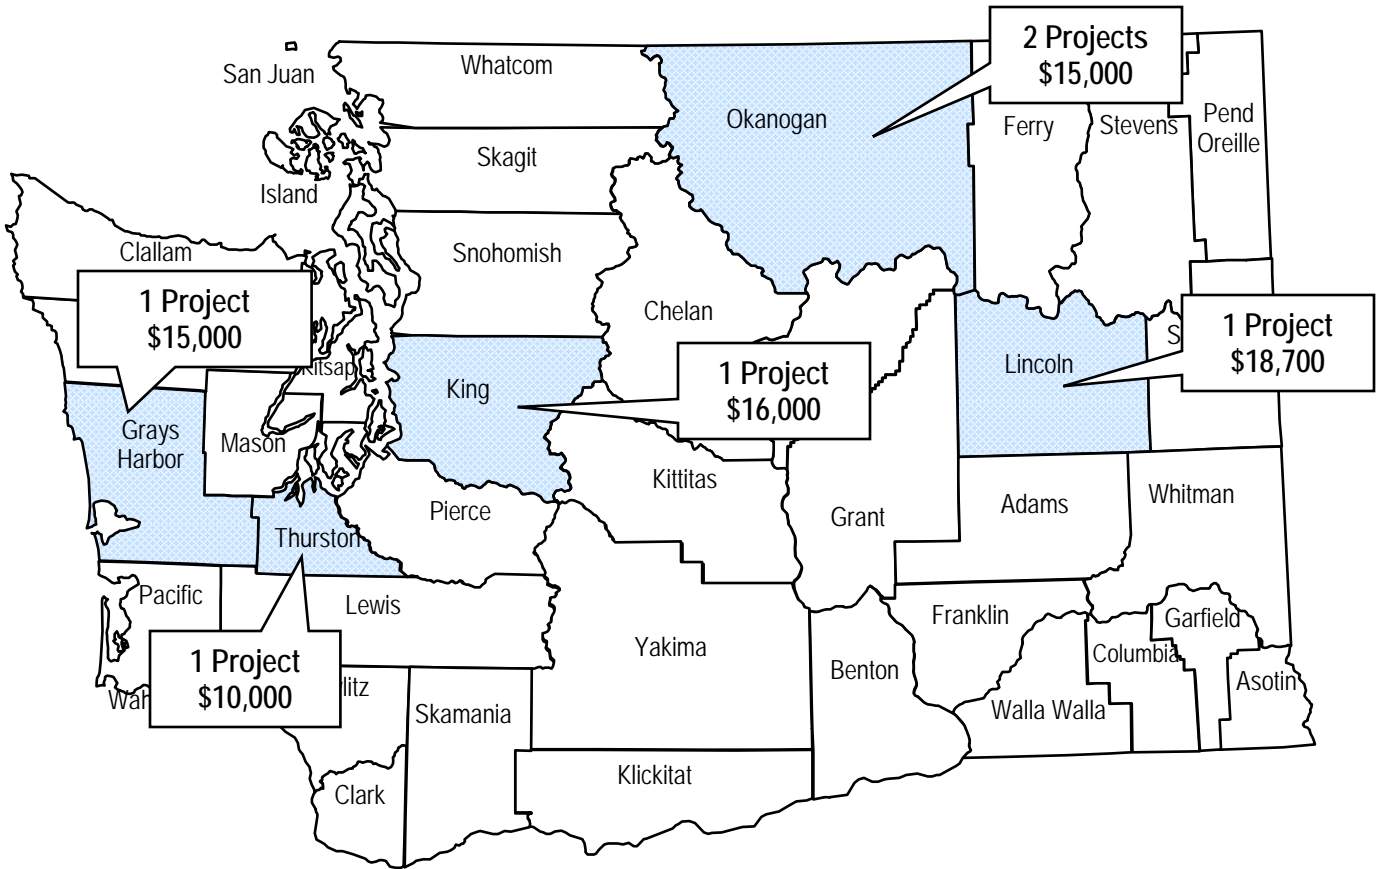 2 Projects
$15,000
San Juan
Whatcom
Okanogan
Ferry
Stevens
Pend
Oreille
Skagit
Island
Clallam
Snohomish
1 Project
$15,000
Chelan
1 Project
$18,700
S
Lincoln
Kitsap
King
1 Project
$16,000
Grays
Harbor
Mason
Kittitas
Pierce
Grant
Adams
Whitman
Thurston
Pacific
Lewis
Franklin
Garfield
Yakima
Benton
Columbia
Asotin
1 Project
$10,000
Wah
litz
Skamania
Walla Walla
Klickitat
Clark